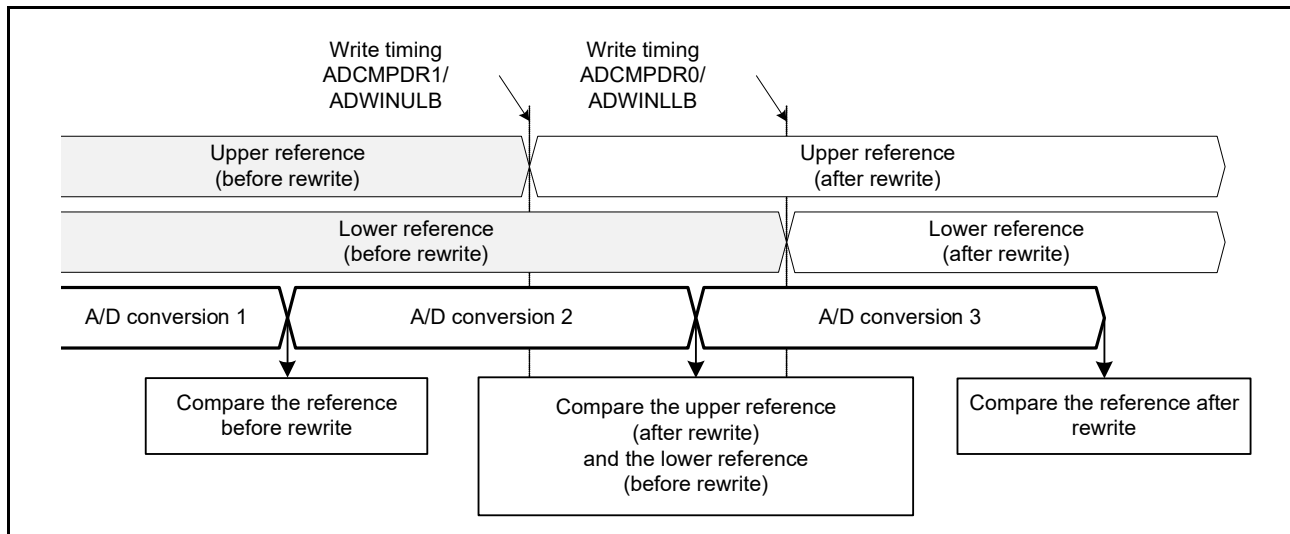 Write timing
ADCMPDR1/
ADWINULB
Write timing
ADCMPDR0/
ADWINLLB
Upper reference
(before rewrite)
Upper reference
(after rewrite)
Lower reference
(before rewrite)
Lower reference
(after rewrite)
A/D conversion 1
A/D conversion 2
A/D conversion 3
Compare the reference
before rewrite
Compare the upper reference
(after rewrite)
and the lower reference
(before rewrite)
Compare the reference after
rewrite